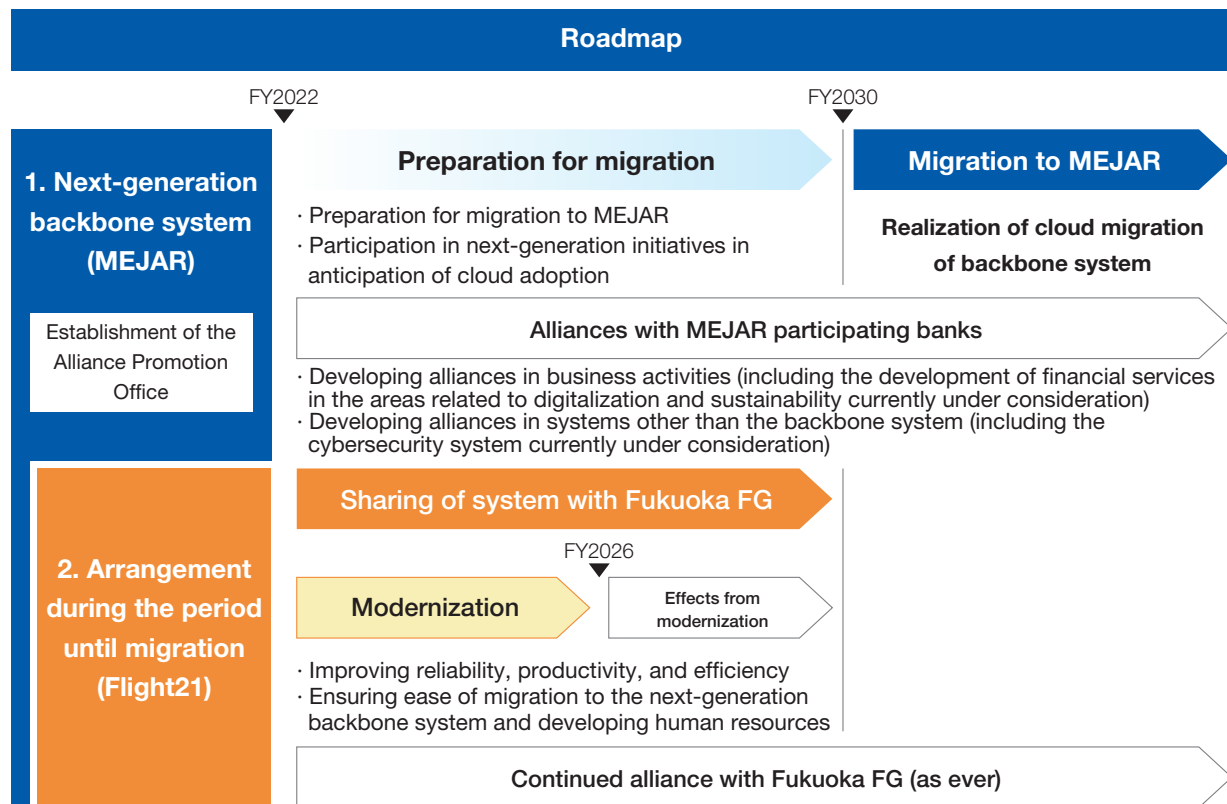 Roadmap
FY2022
FY2030
1. Next-generation
backbone system
(MEJAR)
Establishment of the
Alliance Promotion
Office
Preparation for migration
Migration to MEJAR
· Preparation for migration to MEJAR
· Participation in next-generation initiatives in
anticipation of cloud adoption
Realization of cloud migration
of backbone system
Alliances with MEJAR participating banks
· Developing alliances in business activities (including the development of financial services
in the areas related to digitalization and sustainability currently under consideration)
· Developing alliances in systems other than the backbone system (including the
cybersecurity system currently under consideration)
2. Arrangement
during the period
until migration
(Flight21)
Sharing of system with Fukuoka FG
FY2026
Modernization
Effects from
modernization
· Improving reliability, productivity, and efficiency
· Ensuring ease of migration to the next-generation
backbone system and developing human resources
Continued alliance with Fukuoka FG (as ever)